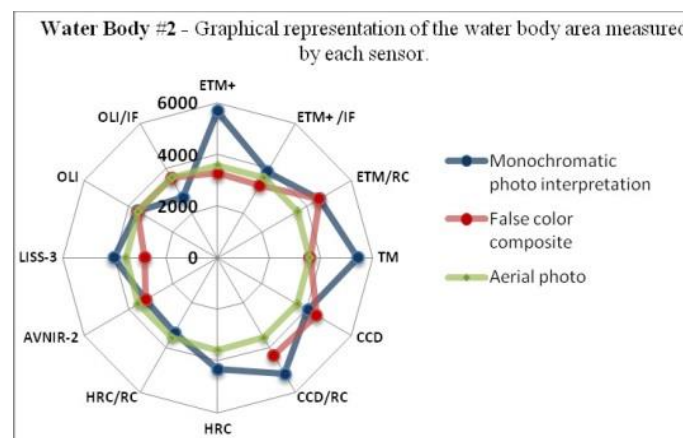 Water Body #2 - Graphical representation of the water body area measured
by each sensor.
ETM+
6000
OLI/IF
ETM+ /IF
4000
OLI
ETM/RC
2000
Monochromatic
photo interpretation
False color
composite
Aerial photo
LISS-3
0
TM
AVNIR-2
CCD
HRC/RC
CCD/RC
HRC